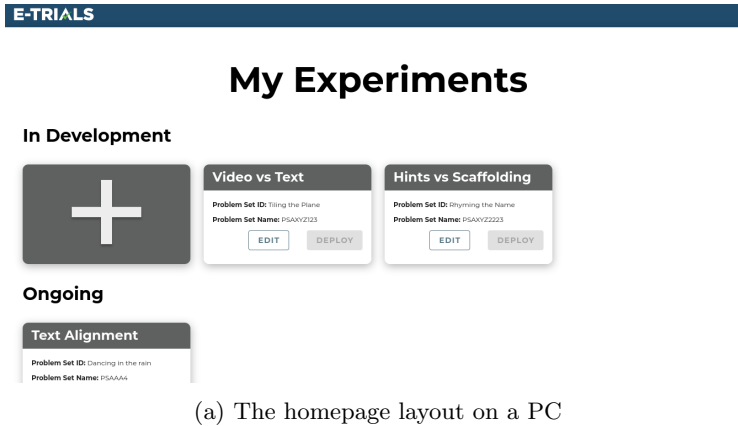 E-TRIALS
My Experiments
In Development
Video vs Text
Problem Set ID: Tiling the Plane
Problem Set Name: PSAXYZ123
EDIT DEPLOY
Hints vs Scaffolding
Problem Set ID: Rhyming the Name
Problem Set Name: PSAXYZ2223
EDIT DEPLOY
Ongoing
Text Alignment
Problem Set ID: Dancing in the rain
Problem Set Name: PSAAA4
(a) The homepage layout on a PC